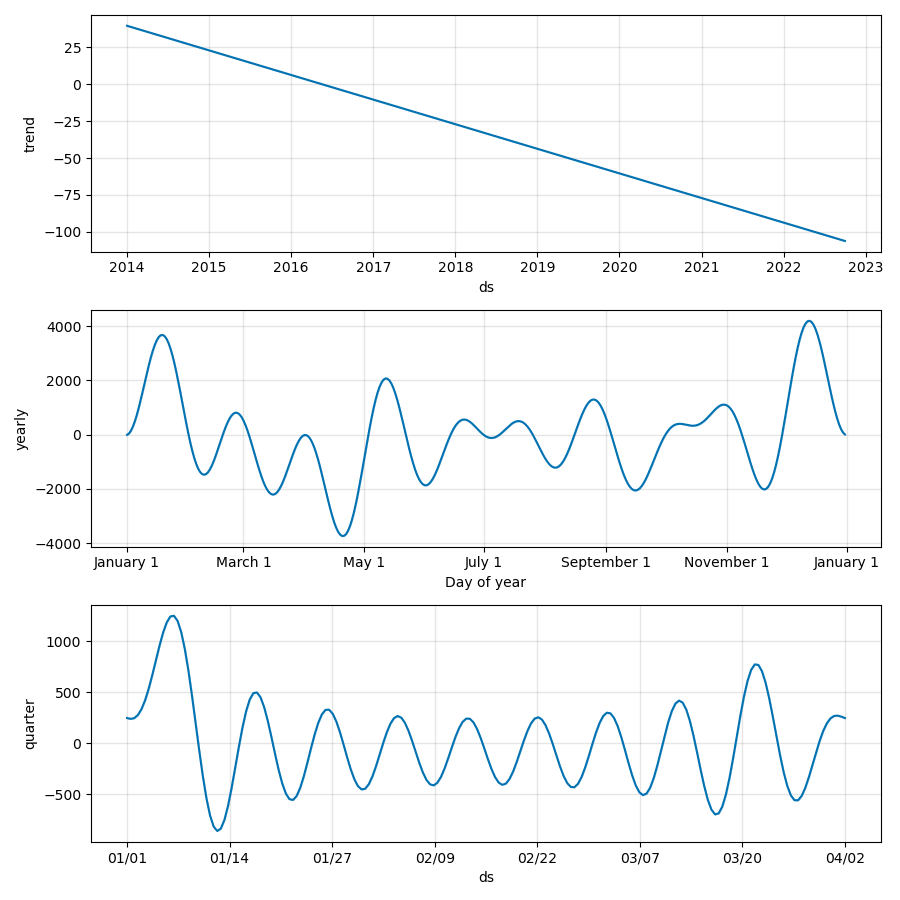 25
0
−25
−50
−75
−100
trend
2014 2015 2016 2017 2018 2019 2020 2021 2022 2023
ds
4000
2000
0
−2000
−4000
yearly
January 1 March 1 May 1 July 1 September 1 November 1 January 1
Day of year
1000
500
0
−500
quarter
01/01 01/14 01/27 02/09 02/22 03/07 03/20 04/02
ds